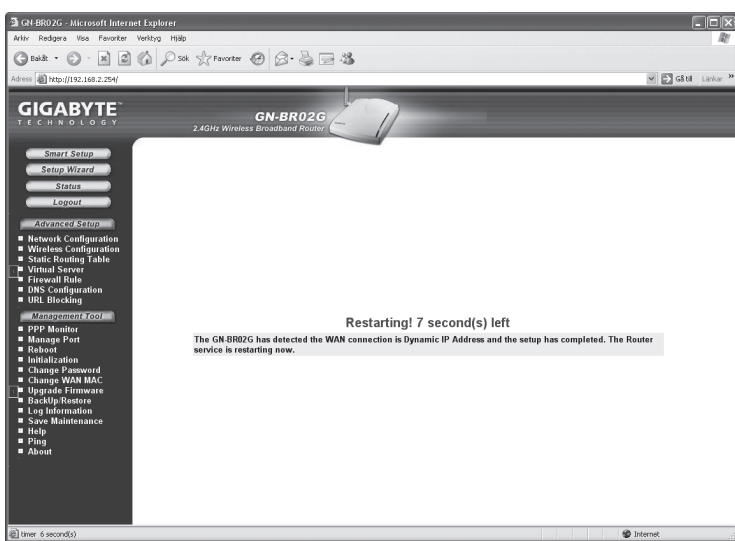 GN-BR02G - Microsoft Internet Explorer
Arkiv Redigera Visa Favoriter Verktyg Hjälp
Bakåt Sök Favoriter
Adress http://192.168.2.254/ Gå till Länkar »
GIGABYTE™
TECHNOLOGY
GN-BR02G
2.4GHz Wireless Broadband Router
Smart Setup
Setup Wizard
Status
Logout
Advanced Setup
Network Configuration
Wireless Configuration
Static Routing Table
Virtual Server
Firewall Rule
DNS Configuration
URL Blocking
Management Tool
PPP Monitor
Manage Port
Reboot
Initialization
Change Password
Change WAN MAC
Upgrade Firmware
BackUp/Restore
Log Information
Save Maintenance
Help
Ping
About
Restarting! 7 second(s) left
The GN-BR02G has detected the WAN connection is Dynamic IP Address and the setup has completed. The Router
service is restarting now.
timer 6 second(s) Internet